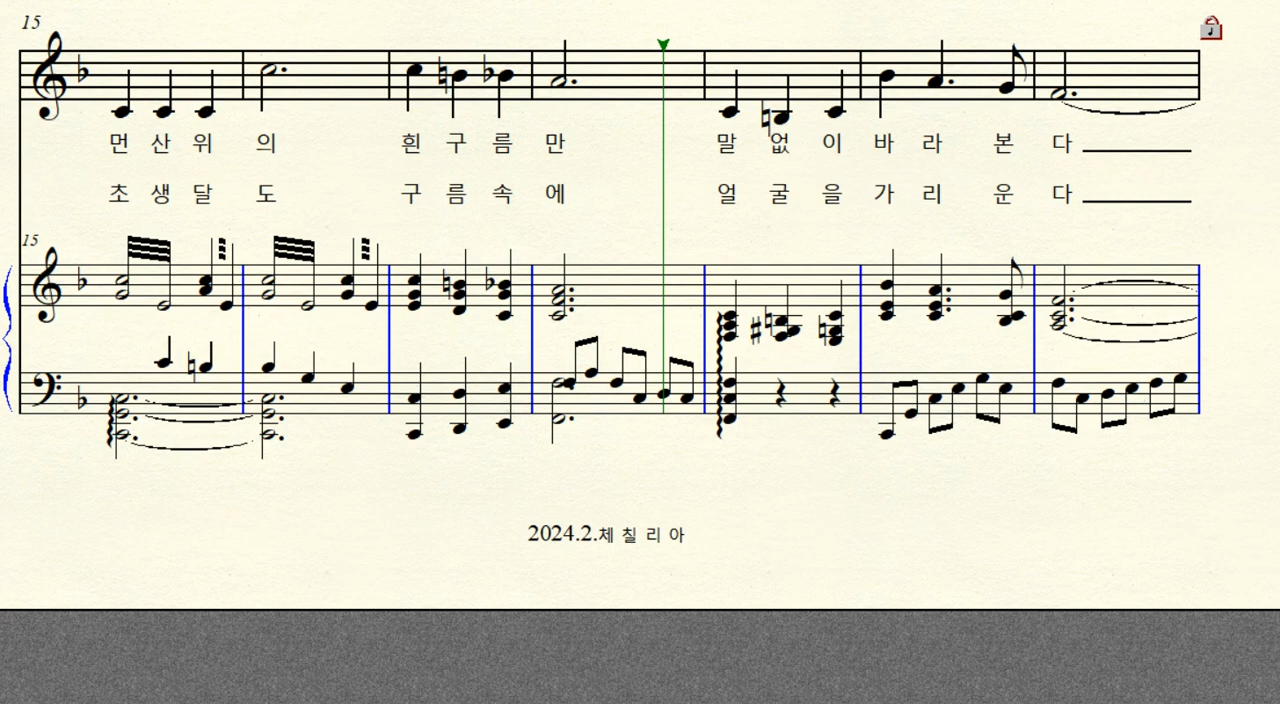 15
먼 산 위 의 흰 구 름 만 말 없 이 바 라 본 다
초 생 달 도 구 름 속 에 얼 굴 을 가 리 운 다
15
2024.2.체 칠 리 아